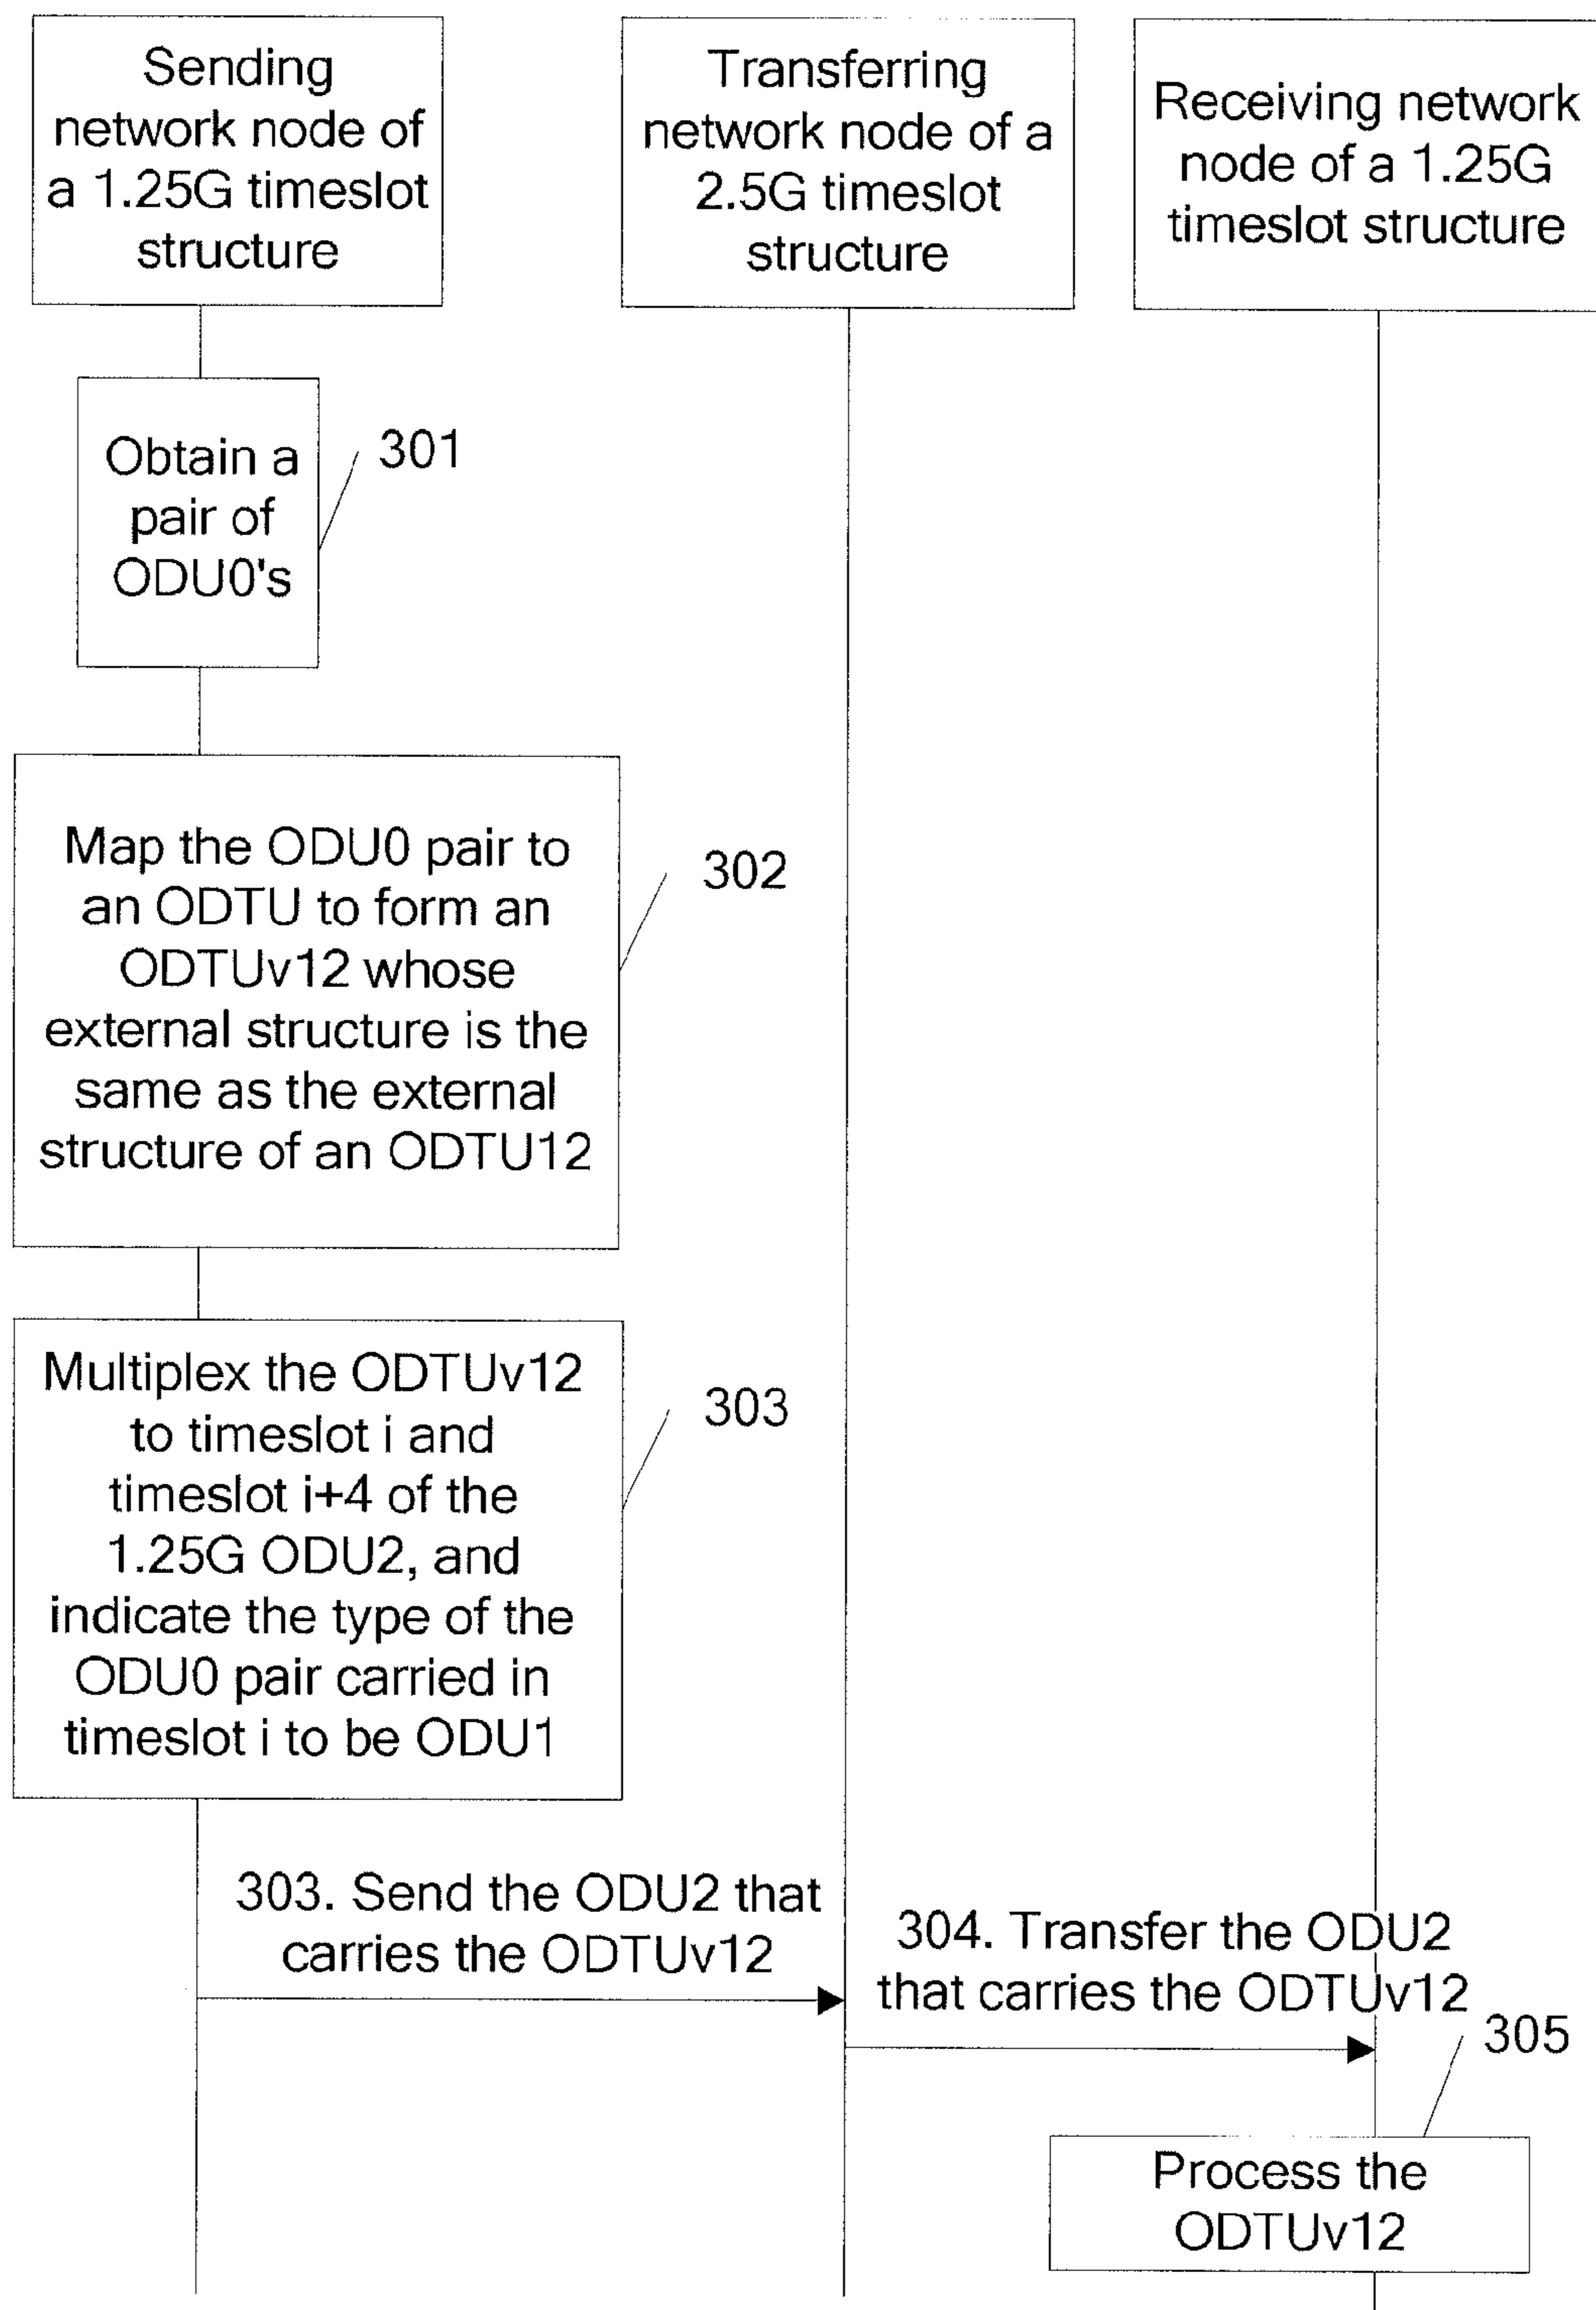 Sending
network node of
a 1.25G timeslot
structure
Transferring
network node of a
2.5G timeslot
structure
Receiving network
node of a 1.25G
timeslot structure
Obtain a
pair of
ODU0's
301
Map the ODU0 pair to
an ODTU to form an
ODTUv12 whose
external structure is the
same as the external
structure of an ODTU12
302
Multiplex the ODTUv12
to timeslot i and
timeslot i+4 of the
1.25G ODU2, and
indicate the type of the
ODU0 pair carried in
timeslot i to be ODU1
303
303. Send the ODU2 that
carries the ODTUv12
304. Transfer the ODU2
that carries the ODTUv12
305
Process the
ODTUv12